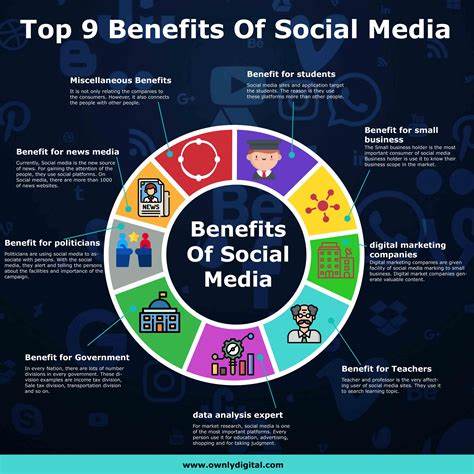 Top 9 Benefits Of Social Media
Miscellaneous Benefits
It is not only relating the companies
to the consumers. However, it also connects
the people with other people.
Benefit for students
Social media sites and application target
the students. The reason is they use
these platforms more than other people.
Benefit for small
business
The Small business holder is the most
important consumer of social media
Business holder is use it to know their
business scope in the market.
Benefit for news media
Currently, Social media is the new source
of news. For gaining the attention of the
people, they use social platforms. On
Social media, there are more than 1000
of news websites.
NEWS
Benefits
Of Social
Media
Benefit for politicians
Politicians are using social media to as-
sociate with persons. With the social
media, they alert and telling the persons
about the facilities and importance of the
campaign.
digital marketing
companies
Digital marketing companies are given
facility of social media marking to small
business. Digital market companies gen-
erate valuable content.
Benefit for Government
In every Nation, there are lots of number
divisions in every government. These di-
vision examples are income tax division,
Sale tax division, transportation division
and so on.
Benefit for Teachers
Teacher and professor is the very affect-
ing user of social media. They use it to
to search learning topic.
data analysis expert
For market research, social media is one
of the most important of everything. Every
person use it for education, advertising,
shopping and for taking judgment.
www.ownlydigital.com